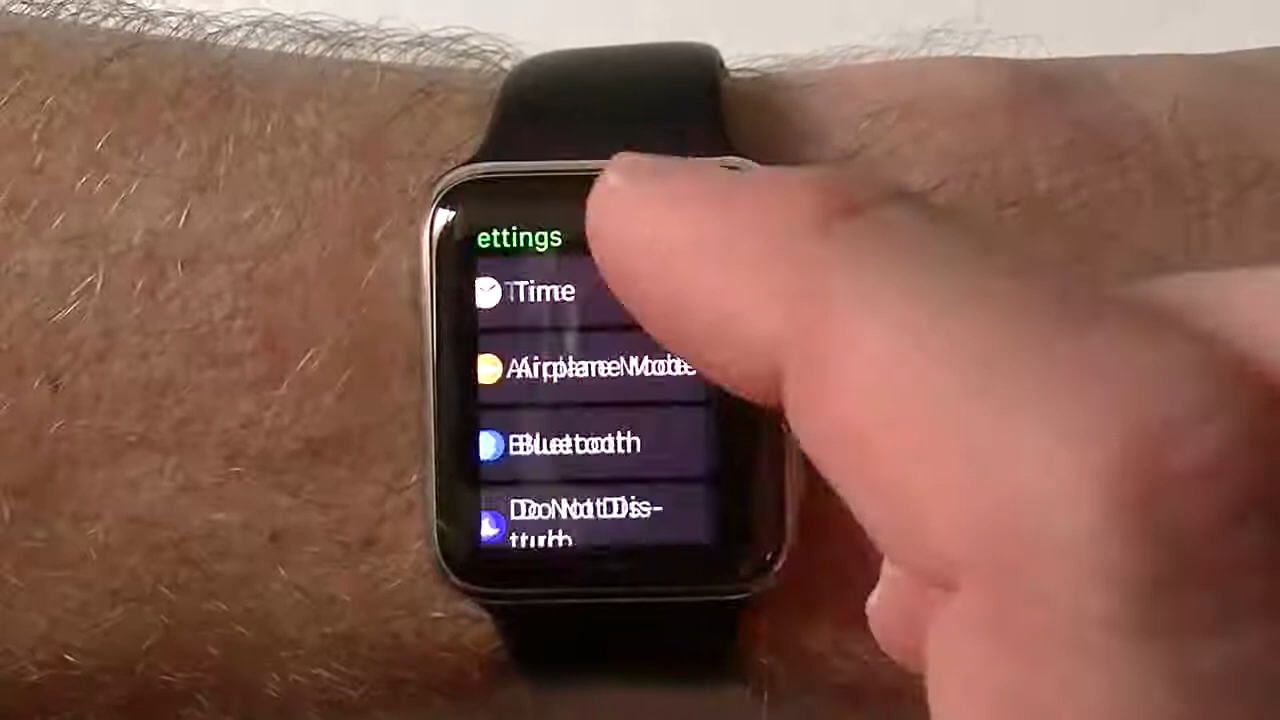 ettings
Time
Airplane Mode
Bluetooth
Do Not Dis-
turb